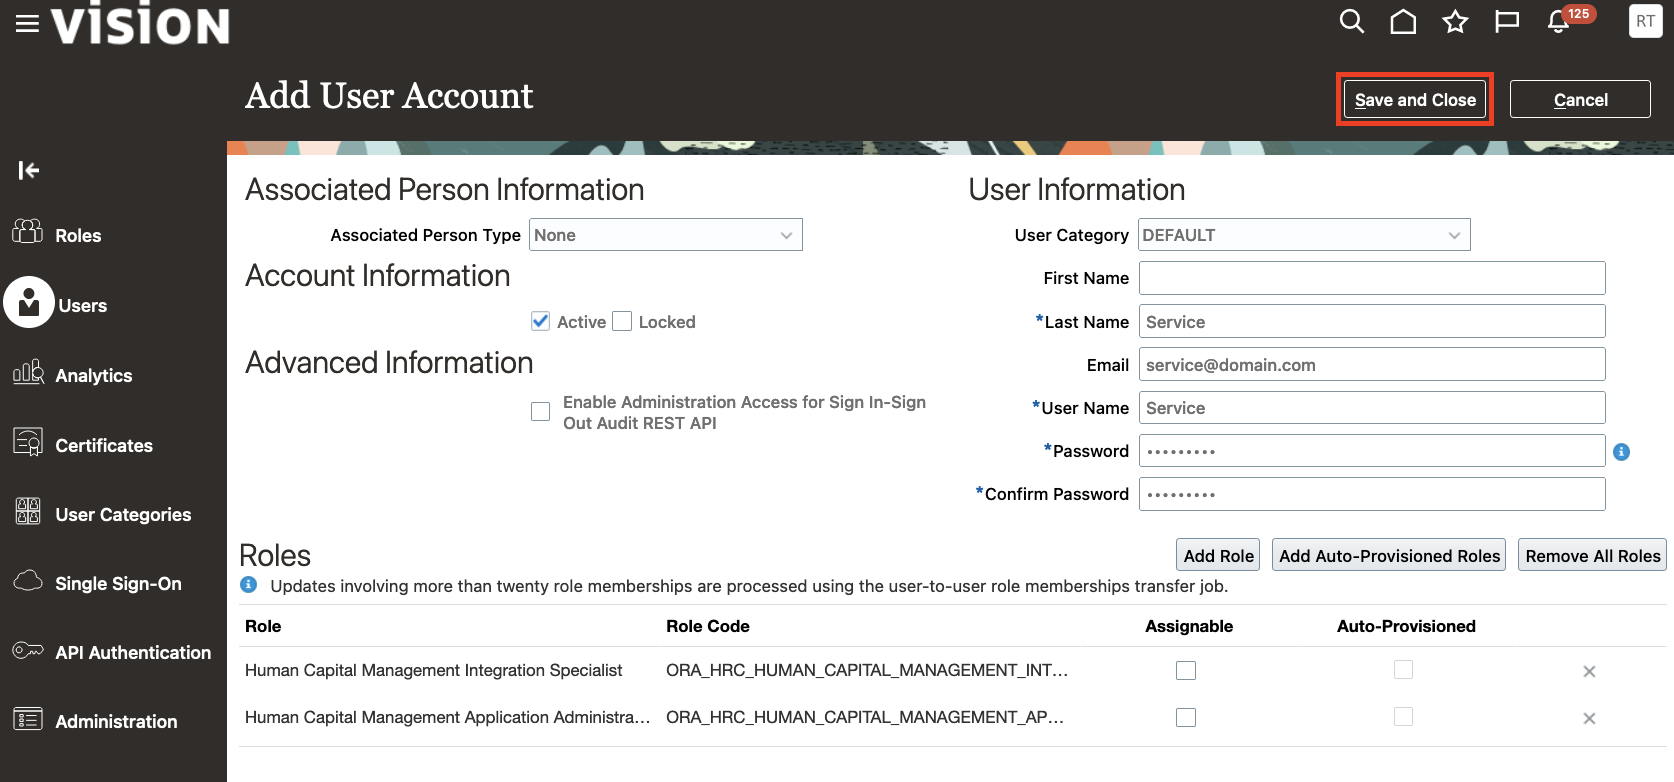 vision
125
RT
Add User Account
Save and Close
Cancel
Roles
Users
Analytics
Certificates
User Categories
Single Sign-On
API Authentication
Administration
Associated Person Information
Associated Person Type None
Account Information
Active Locked
Advanced Information
Enable Administration Access for Sign In-Sign
Out Audit REST API
User Information
User Category DEFAULT
First Name
*Last Name Service
Email service@domain.com
*User Name Service
*Password •••••••••
*Confirm Password •••••••••
Roles
Add Role Add Auto-Provisioned Roles Remove All Roles
Updates involving more than twenty role memberships are processed using the user-to-user role memberships transfer job.
Role Role Code Assignable Auto-Provisioned
Human Capital Management Integration Specialist ORA_HRC_HUMAN_CAPITAL_MANAGEMENT_INT...
Human Capital Management Application Administra... ORA_HRC_HUMAN_CAPITAL_MANAGEMENT_AP...